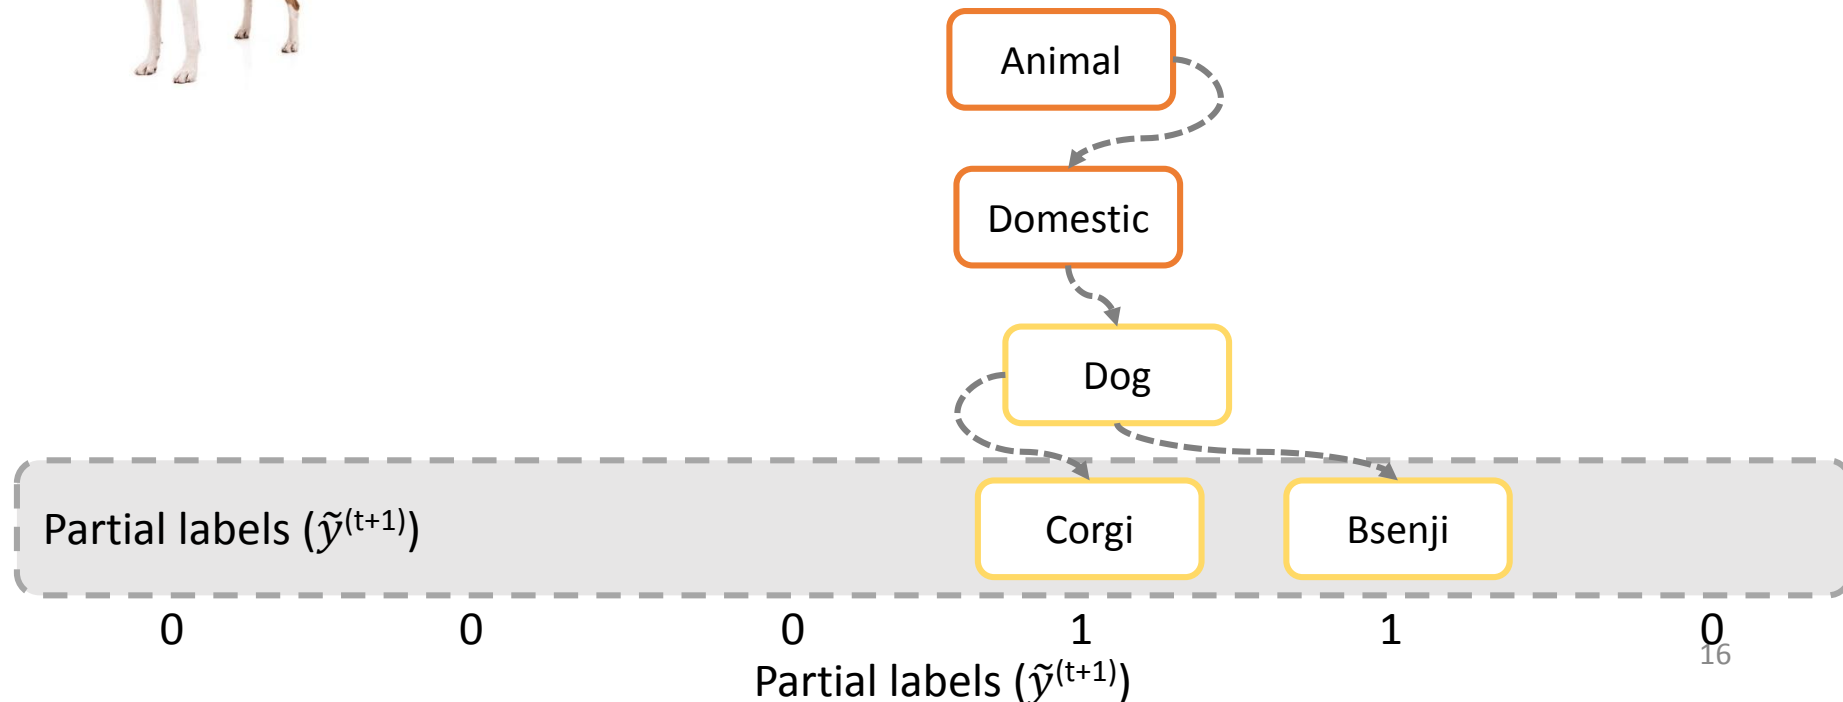 Animal
Domestic
Dog
Partial labels (ỹ⁽ᵗ⁺¹⁾) Corgi Bsenji
0 0 0 1 1 0
16
Partial labels (ỹ⁽ᵗ⁺¹⁾)